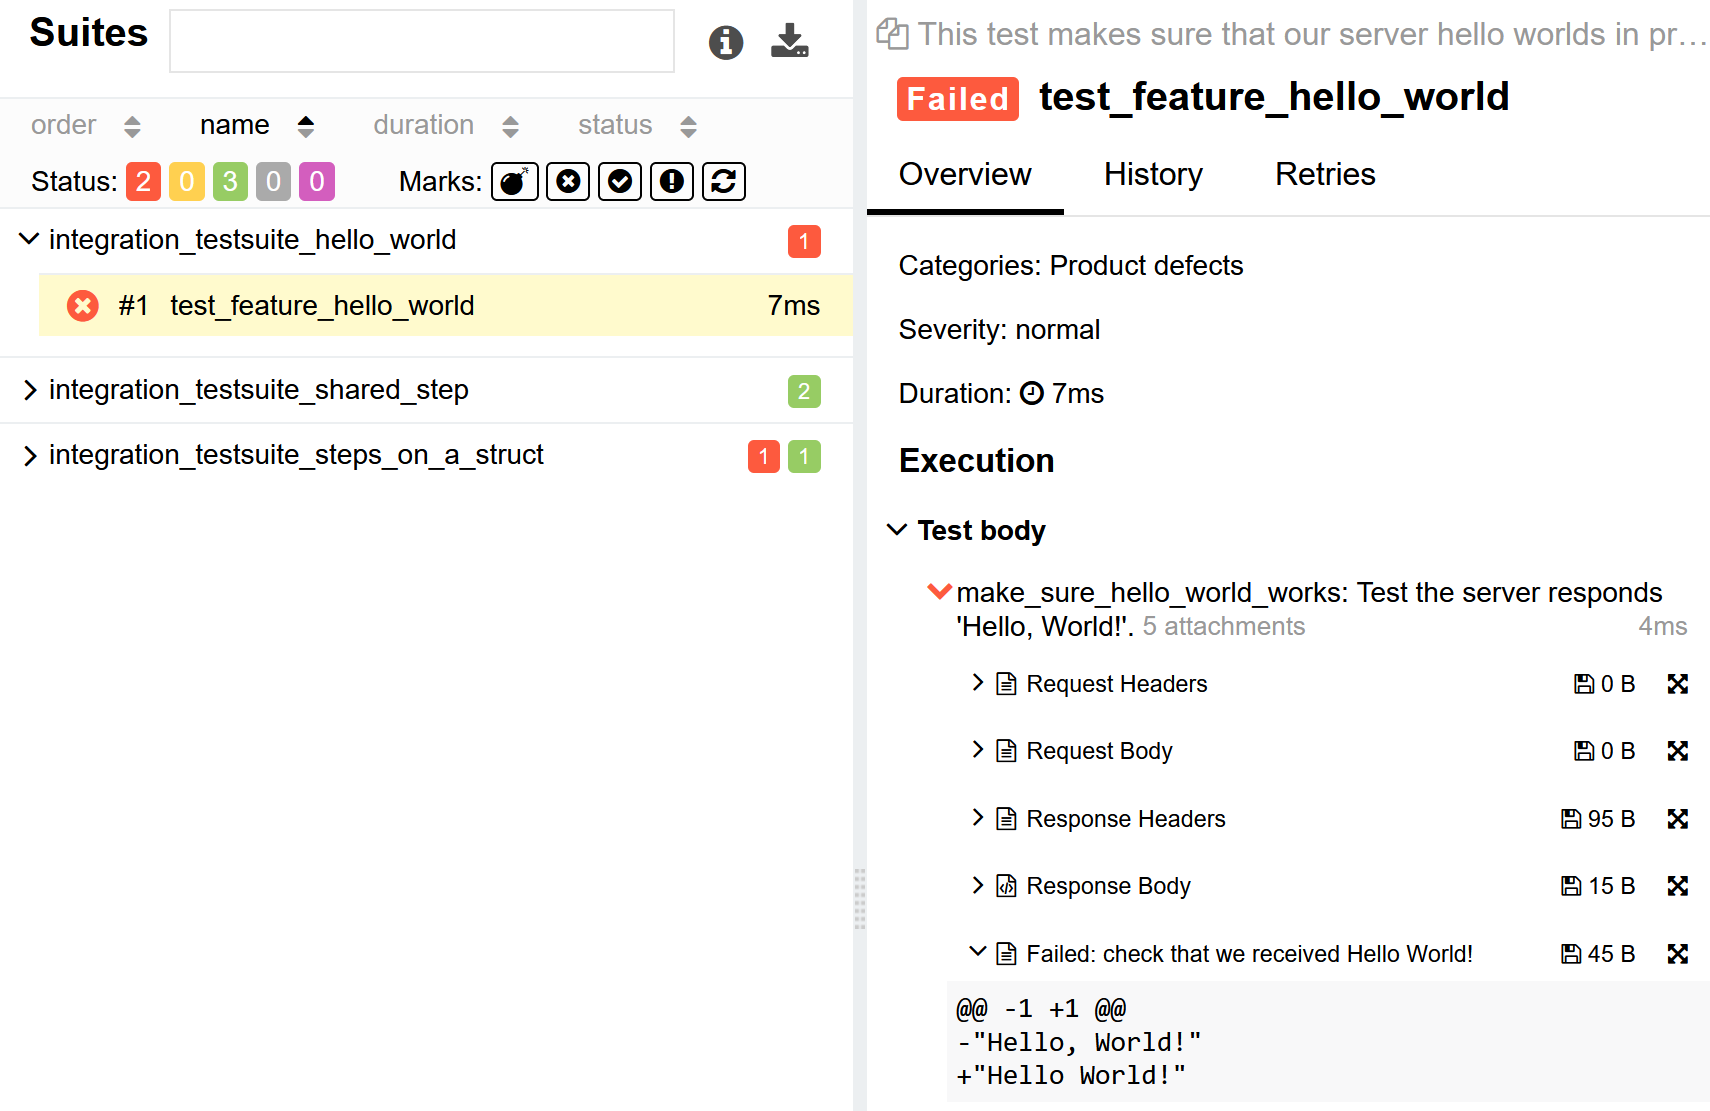 Suites
order name duration status
Status: 2 0 3 0 0 Marks:
integration_testsuite_hello_world 1
#1 test_feature_hello_world 7ms
integration_testsuite_shared_step 2
integration_testsuite_steps_on_a_struct 1 1
This test makes sure that our server hello worlds in pr…
Failed test_feature_hello_world
Overview History Retries
Categories: Product defects
Severity: normal
Duration: 7ms
Execution
Test body
make_sure_hello_world_works: Test the server responds
'Hello, World!'. 5 attachments 4ms
Request Headers 0 B
Request Body 0 B
Response Headers 95 B
Response Body 15 B
Failed: check that we received Hello World! 45 B
@@ -1 +1 @@
-"Hello, World!"
+"Hello World!"